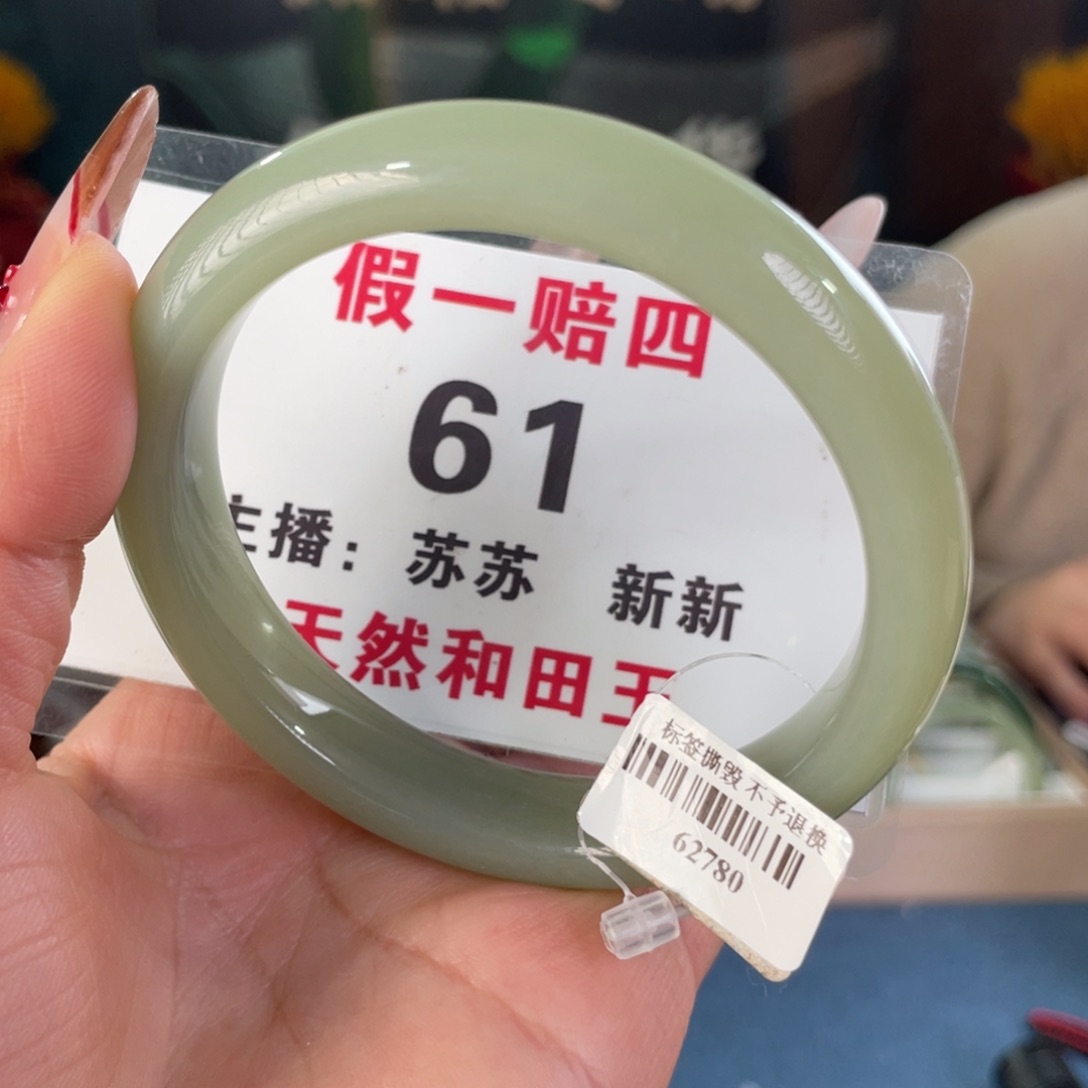 华
假一赔四
61
主播：苏苏 新新
天然和田玉
标签撕毁不予退换
62780